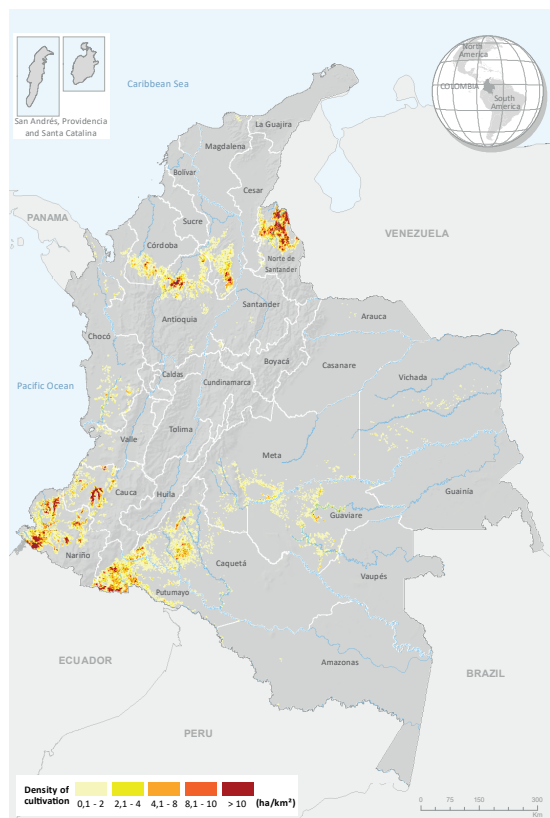 North
America
COLOMBIA
South
America
San Andrés, Providencia
and Santa Catalina
Caribbean Sea
La Guajira
Magdalena
Bolívar
Cesar
Sucre
PANAMA
VENEZUELA
Córdoba
Norte de
Santander
Santander
Antioquia
Arauca
Chocó
Boyacá
Casanare
Caldas
Cundinamarca
Vichada
Pacific Ocean
Tolima
Valle
Meta
Cauca
Huila
Guainía
Guaviare
Nariño
Caquetá
Vaupés
Putumayo
ECUADOR
Amazonas
BRAZIL
PERU
Density of
cultivation
0,1 - 2
2,1 - 4
4,1 - 8
8,1 - 10
> 10
(ha/km²)
0 75 150 300
Km